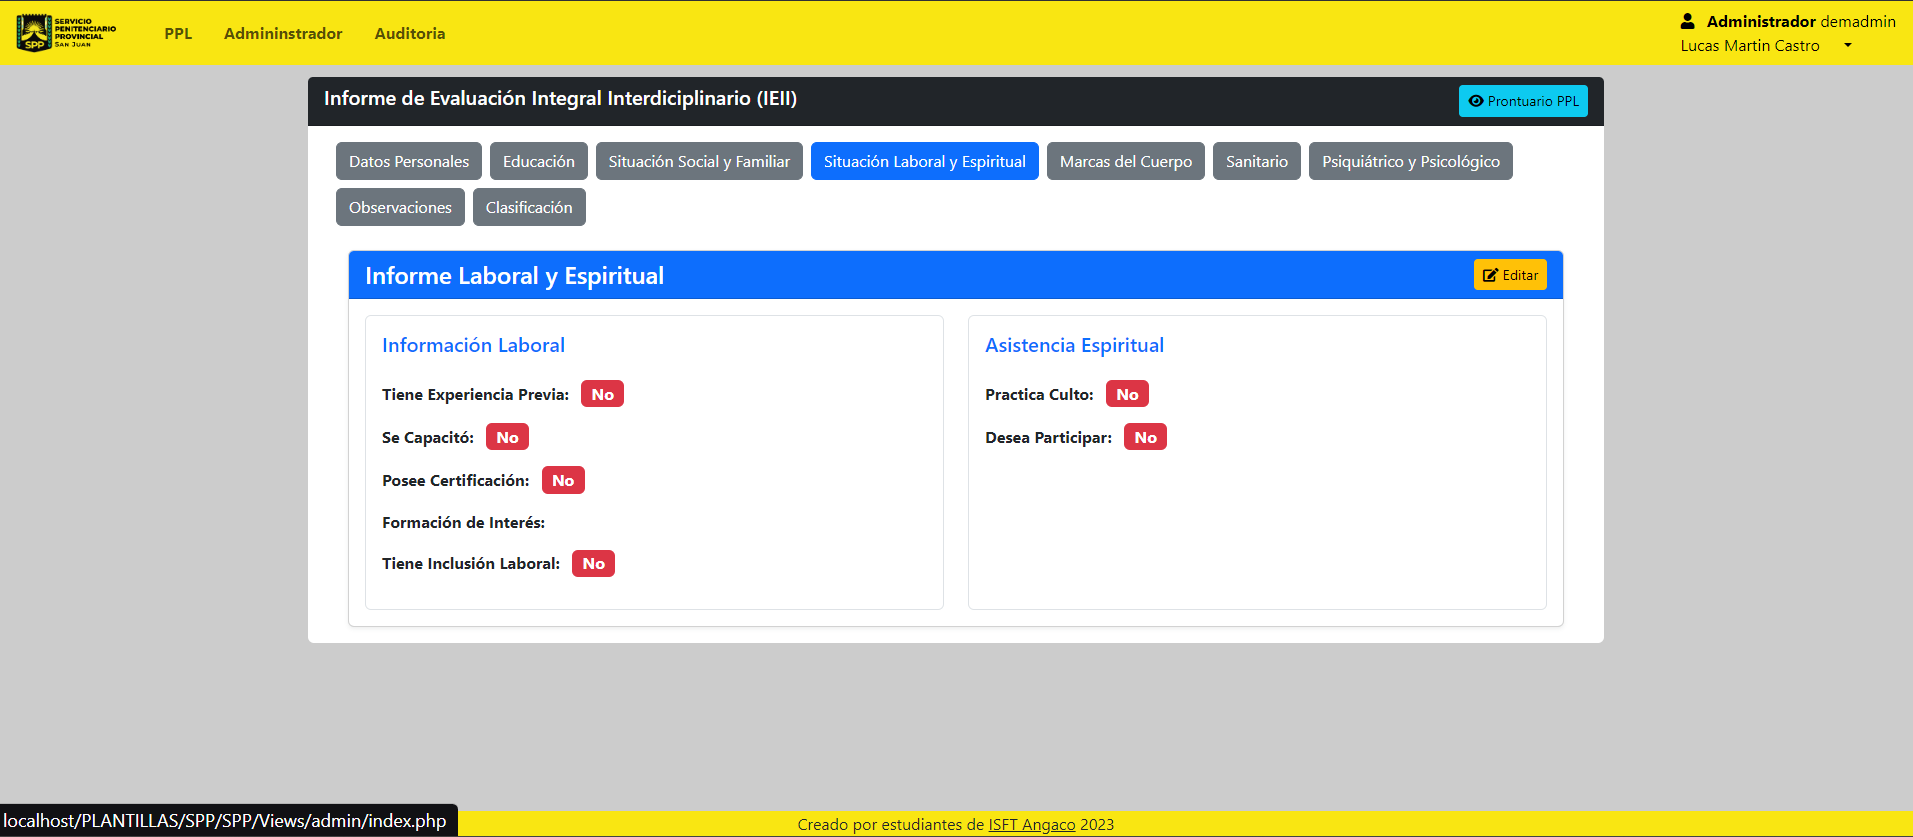 SERVICIO
PENITENCIARIO
PROVINCIAL
SAN JUAN
SPP
PPL
Admininstrador
Auditoria
Administrador demadmin
Lucas Martin Castro
Informe de Evaluación Integral Interdiciplinario (IEII)
Prontuario PPL
Datos Personales
Educación
Situación Social y Familiar
Situación Laboral y Espiritual
Marcas del Cuerpo
Sanitario
Psiquiátrico y Psicológico
Observaciones
Clasificación
Informe Laboral y Espiritual
Editar
Información Laboral
Tiene Experiencia Previa: No
Se Capacitó: No
Posee Certificación: No
Formación de Interés:
Tiene Inclusión Laboral: No
Asistencia Espiritual
Practica Culto: No
Desea Participar: No
localhost/PLANTILLAS/SPP/SPP/Views/admin/index.php
Creado por estudiantes de ISFT Angaco 2023